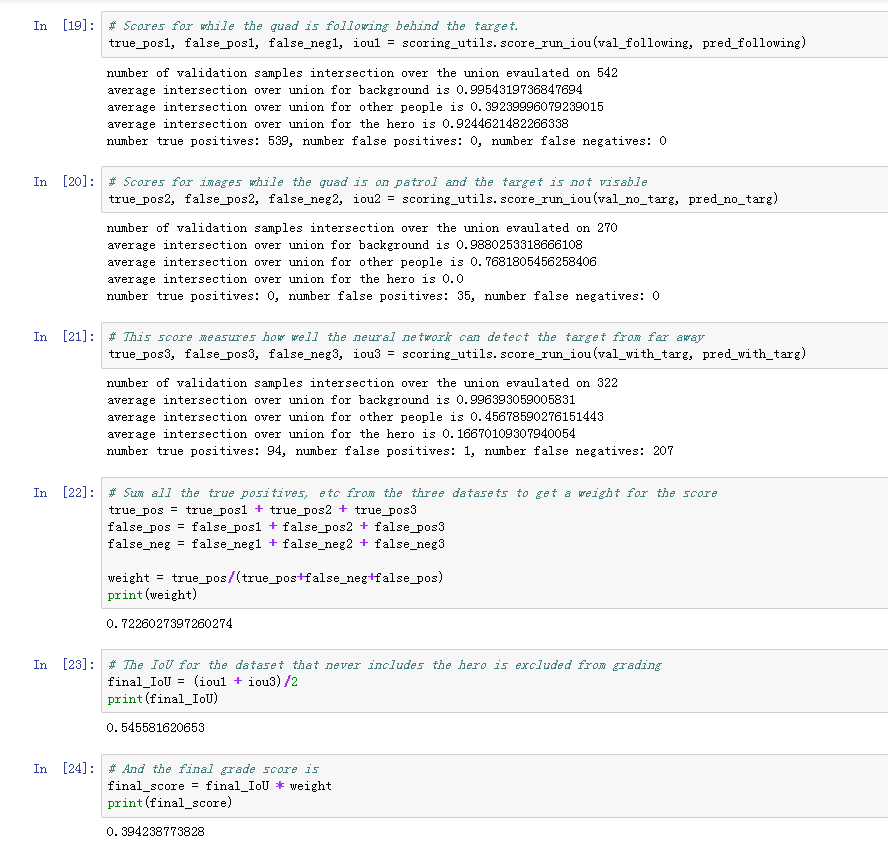 In [19]: # Scores for while the quad is following behind the target.
true_pos1, false_pos1, false_neg1, iou1 = scoring_utils.score_run_iou(val_following, pred_following)
number of validation samples intersection over the union evaulated on 542
average intersection over union for background is 0.9954319736847694
average intersection over union for other people is 0.39239996079239015
average intersection over union for the hero is 0.9244621482266338
number true positives: 539, number false positives: 0, number false negatives: 0
In [20]: # Scores for images while the quad is on patrol and the target is not visable
true_pos2, false_pos2, false_neg2, iou2 = scoring_utils.score_run_iou(val_no_targ, pred_no_targ)
number of validation samples intersection over the union evaulated on 270
average intersection over union for background is 0.9880253318666108
average intersection over union for other people is 0.7681805456258406
average intersection over union for the hero is 0.0
number true positives: 0, number false positives: 35, number false negatives: 0
In [21]: # This score measures how well the neural network can detect the target from far away
true_pos3, false_pos3, false_neg3, iou3 = scoring_utils.score_run_iou(val_with_targ, pred_with_targ)
number of validation samples intersection over the union evaulated on 322
average intersection over union for background is 0.996393059005831
average intersection over union for other people is 0.45678590276151443
average intersection over union for the hero is 0.16670109307940054
number true positives: 94, number false positives: 1, number false negatives: 207
In [22]: # Sum all the true positives, etc from the three datasets to get a weight for the score
true_pos = true_pos1 + true_pos2 + true_pos3
false_pos = false_pos1 + false_pos2 + false_pos3
false_neg = false_neg1 + false_neg2 + false_neg3
weight = true_pos/(true_pos+false_neg+false_pos)
print(weight)
0.7226027397260274
In [23]: # The IoU for the dataset that never includes the hero is excluded from grading
final_IoU = (iou1 + iou3)/2
print(final_IoU)
0.545581620653
In [24]: # And the final grade score is
final_score = final_IoU * weight
print(final_score)
0.394238773828